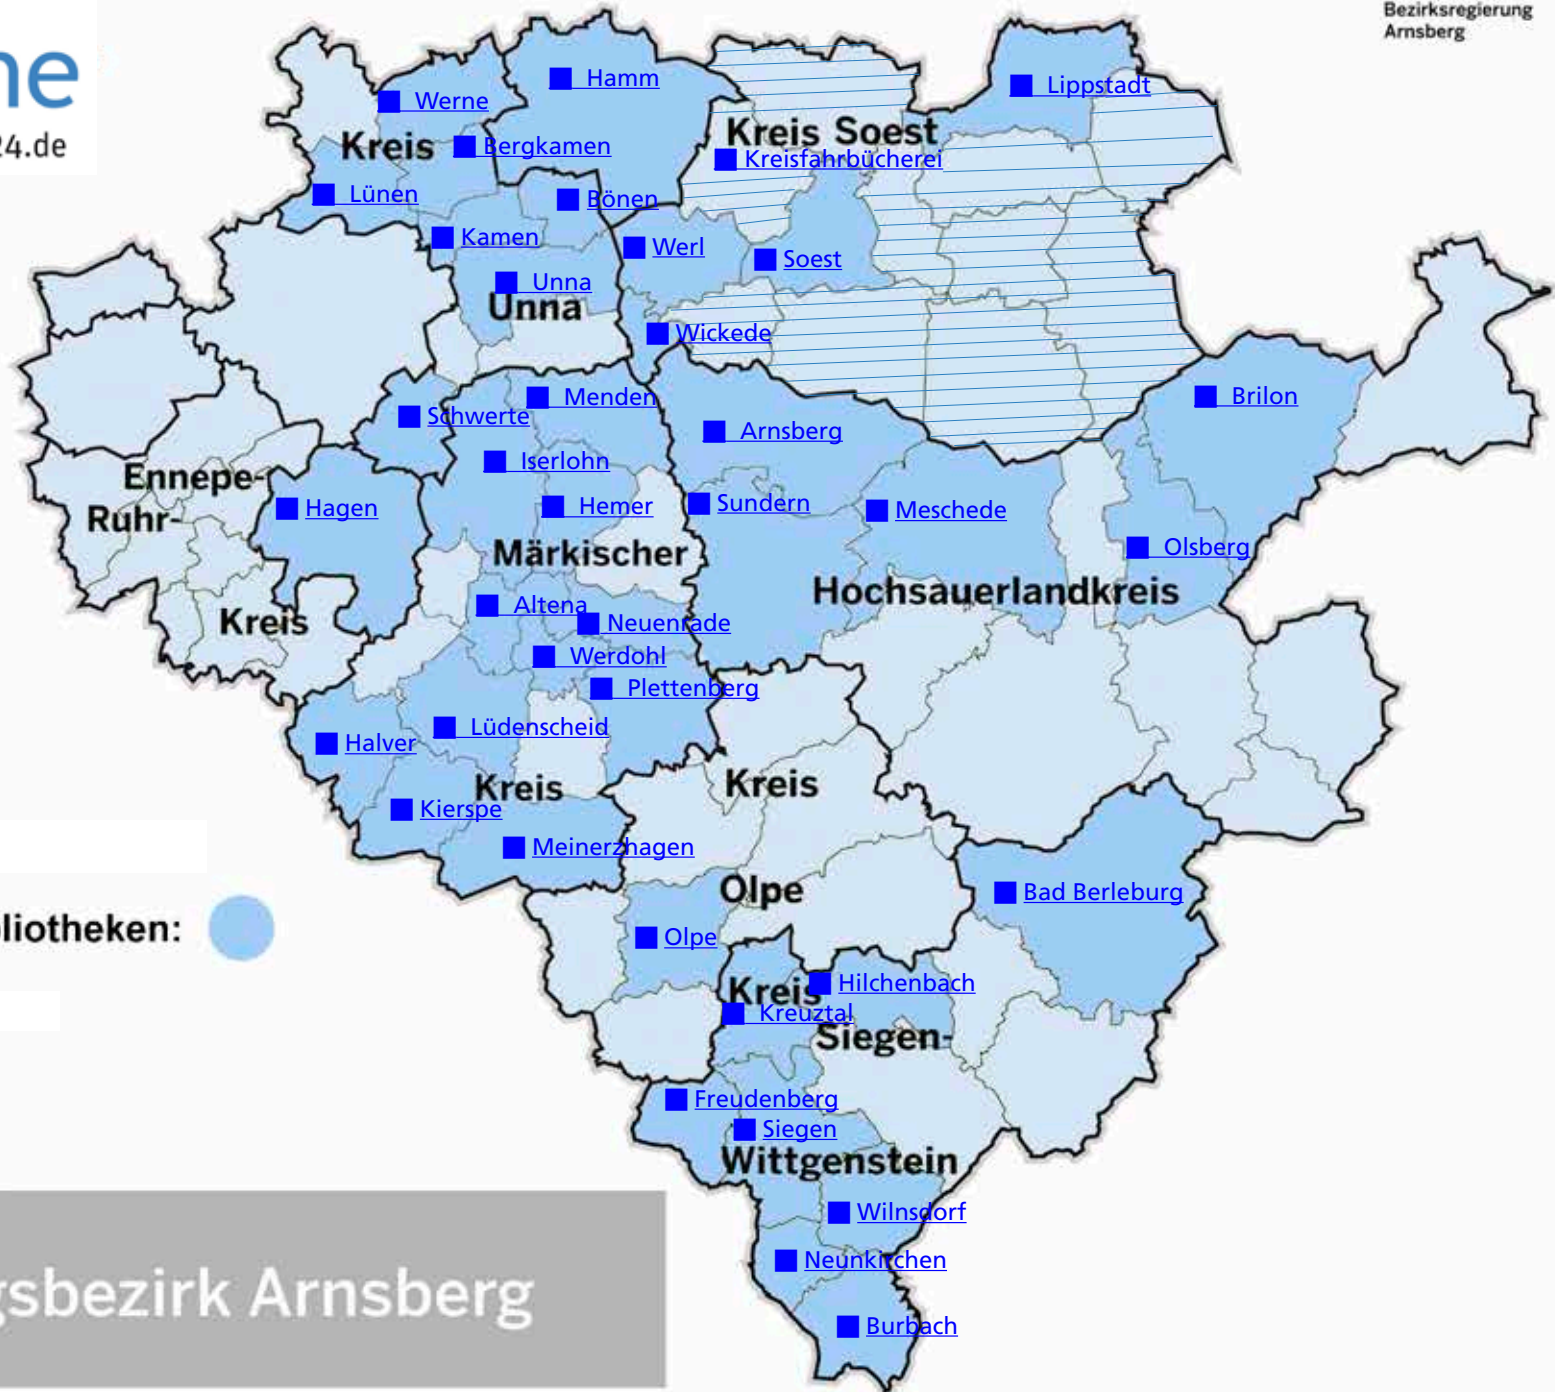 Bezirksregierung
Arnsberg
ne
24.de
Hamm
Lippstadt
Werne
Kreis Soest
Kreis
Bergkamen
Kreisfahrbücherei
Lünen
Bönen
Kamen
Werl
Soest
Unna
Unna
Wickede
Menden
Brilon
Schwerte
Arnsberg
Iserlohn
Ennepe-
Ruhr-
Kreis
Hagen
Hemer
Sundern
Meschede
Märkischer
Olsberg
Hochsauerlandkreis
Altena
Neuenrade
Werdohl
Plettenberg
Lüdenscheid
Halver
Kreis
Kreis
Kierspe
Meinerzhagen
Olpe
Bad Berleburg
liotheken:
Olpe
Kreis
Hilchenbach
Kreuztal
Siegen-
Freudenberg
Siegen
Wittgenstein
Wilnsdorf
Neunkirchen
gsbezirk Arnsberg
Burbach